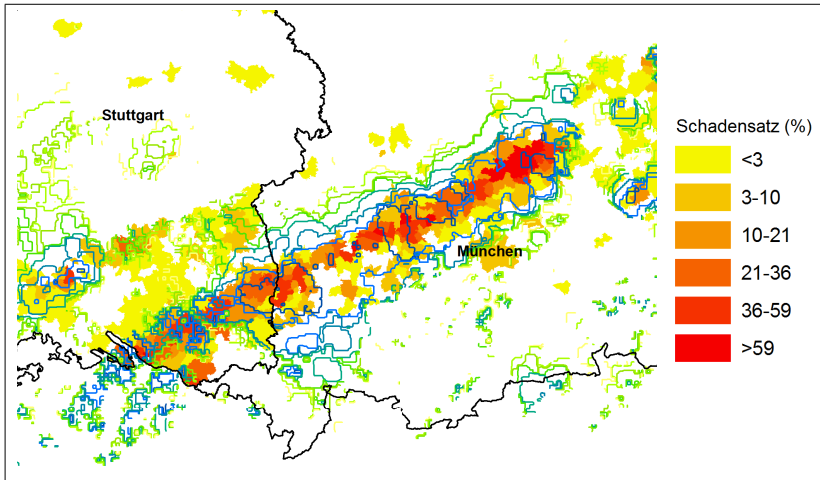 Stuttgart
München
Schadensatz (%)
<3
3-10
10-21
21-36
36-59
>59